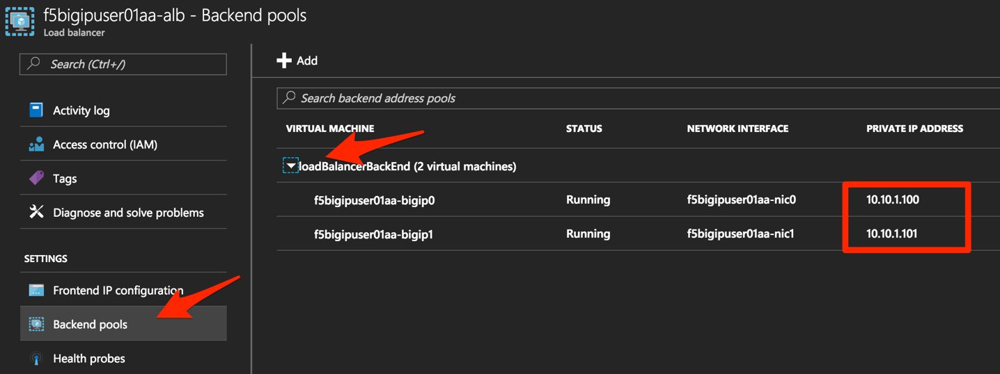 f5bigipuser01aa-alb - Backend pools
Load balancer
Search (Ctrl+/)
Activity log
Access control (IAM)
Tags
Diagnose and solve problems
SETTINGS
Frontend IP configuration
Backend pools
Health probes
Add
Search backend address pools
VIRTUAL MACHINE STATUS NETWORK INTERFACE PRIVATE IP ADDRESS
loadBalancerBackEnd (2 virtual machines)
f5bigipuser01aa-bigip0 Running f5bigipuser01aa-nic0 10.10.1.100
f5bigipuser01aa-bigip1 Running f5bigipuser01aa-nic1 10.10.1.101